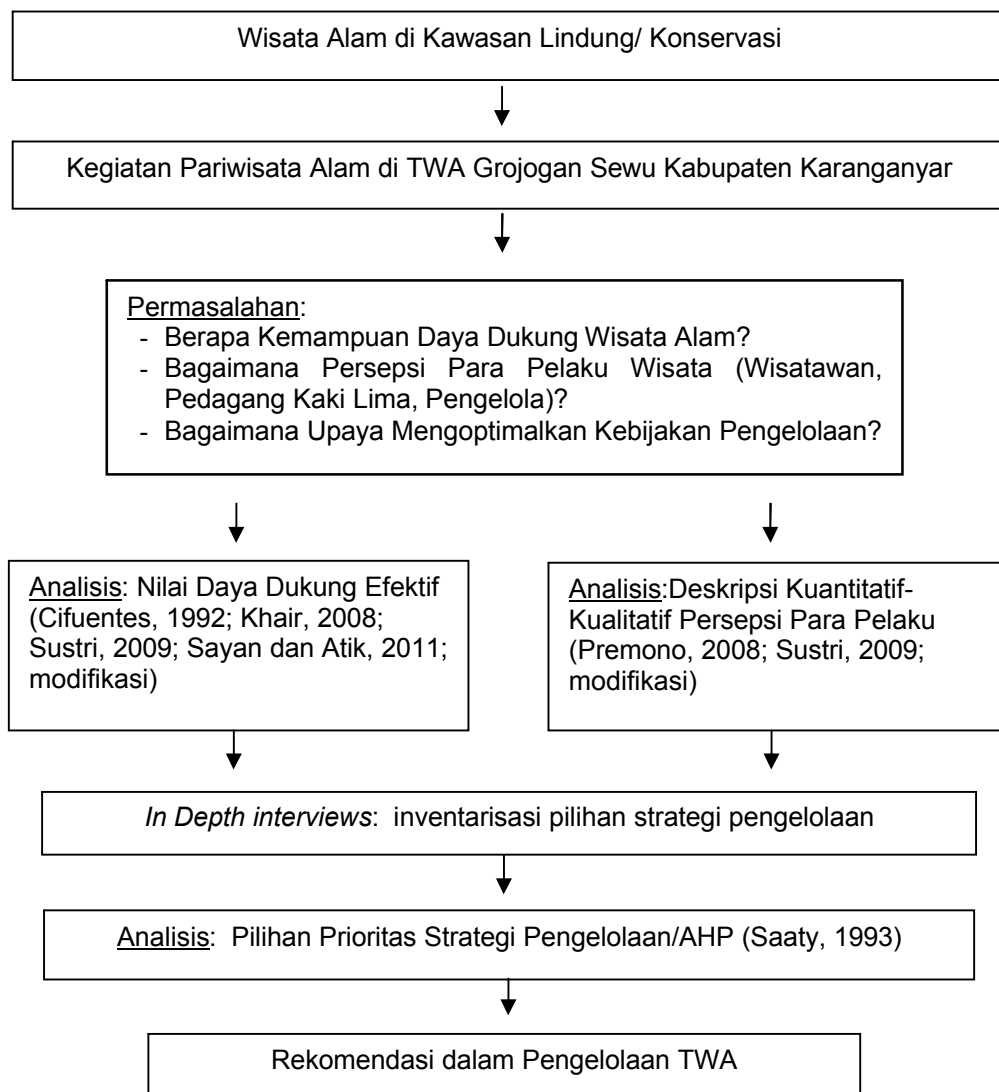 Wisata Alam di Kawasan Lindung/ Konservasi
Kegiatan Pariwisata Alam di TWA Grojogan Sewu Kabupaten Karanganyar
Permasalahan:
- Berapa Kemampuan Daya Dukung Wisata Alam?
- Bagaimana Persepsi Para Pelaku Wisata (Wisatawan,
Pedagang Kaki Lima, Pengelola)?
- Bagaimana Upaya Mengoptimalkan Kebijakan Pengelolaan?
Analisis: Nilai Daya Dukung Efektif
(Cifuentes, 1992; Khair, 2008;
Sustri, 2009; Sayan dan Atik, 2011;
modifikasi)
Analisis:Deskripsi Kuantitatif-
Kualitatif Persepsi Para Pelaku
(Premono, 2008; Sustri, 2009;
modifikasi)
In Depth interviews: inventarisasi pilihan strategi pengelolaan
Analisis: Pilihan Prioritas Strategi Pengelolaan/AHP (Saaty, 1993)
Rekomendasi dalam Pengelolaan TWA